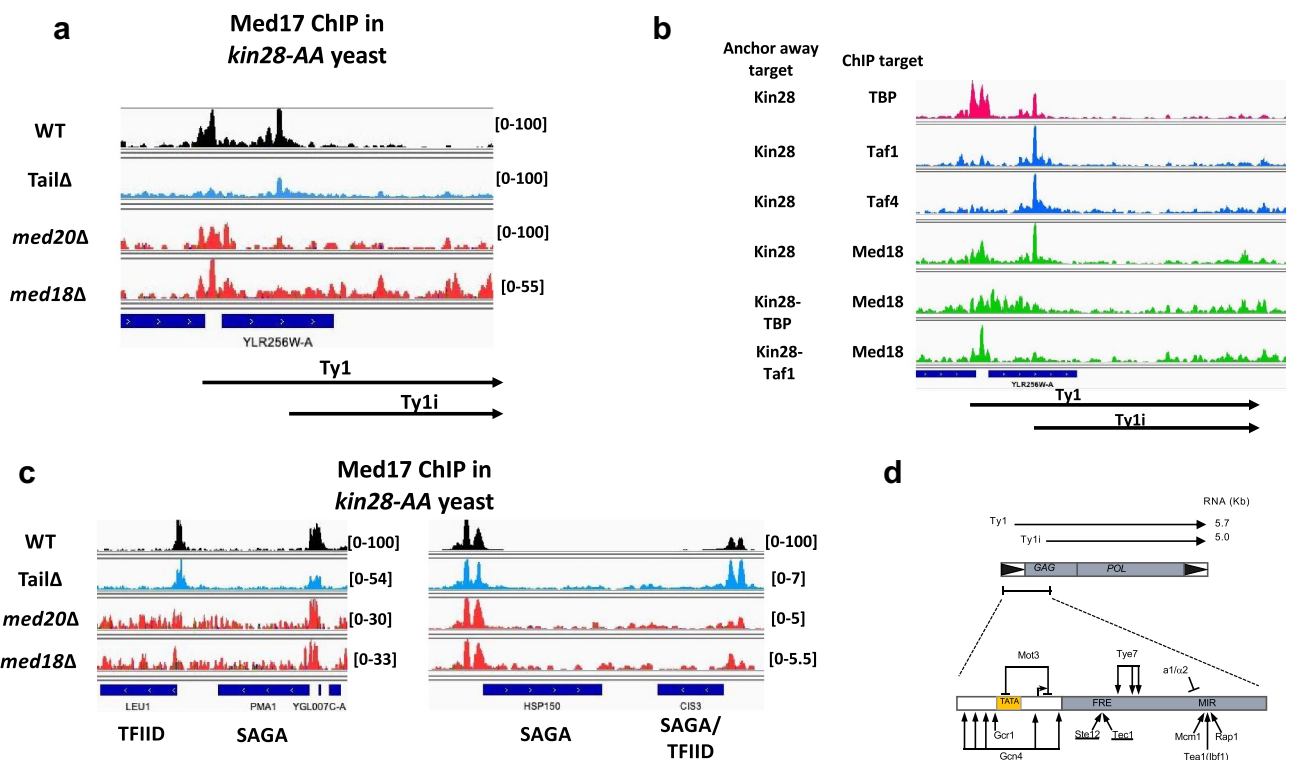 a
Med17 ChIP in
kin28-AA yeast
WT
[0-100]
TailΔ
[0-100]
med20Δ
[0-100]
med18Δ
[0-55]
YLR256W-A
Ty1
Ty1i
b
Anchor away
target
ChIP target
Kin28
TBP
Kin28
Taf1
Kin28
Taf4
Kin28
Med18
Kin28-
TBP
Med18
Kin28-
Taf1
Med18
YLR256W-A
Ty1
Ty1i
c
Med17 ChIP in
kin28-AA yeast
WT
[0-100]
[0-100]
TailΔ
[0-54]
[0-7]
med20Δ
[0-30]
[0-5]
med18Δ
[0-33]
[0-5.5]
LEU1
PMA1
YGL007C-A
HSP150
CIS3
TFIID
SAGA
SAGA
SAGA/
TFIID
d
RNA (Kb)
Ty1
5.7
Ty1i
5.0
GAG
POL
Mot3
Tye7
a1/α2
TATA
FRE
MIR
Gcr1
Ste12
Tec1
Mcm1
Rap1
Gcn4
Tea1(Ibf1)